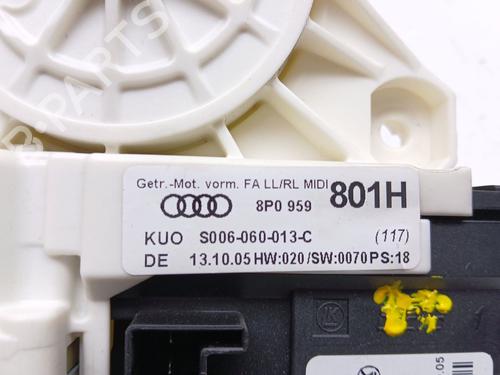 Getr.-Mot. vorm. FA LL/RL MIDI
8P0 959 801H
KUO S006-060-013-C (117)
DE 13.10.05 HW:020/SW:0070 PS:18
.05